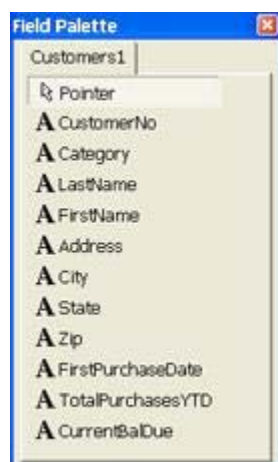 Field Palette
Customers1
Pointer
A CustomerNo
A Category
A LastName
A FirstName
A Address
A City
A State
A Zip
A FirstPurchaseDate
A TotalPurchasesYTD
A CurrentBalDue